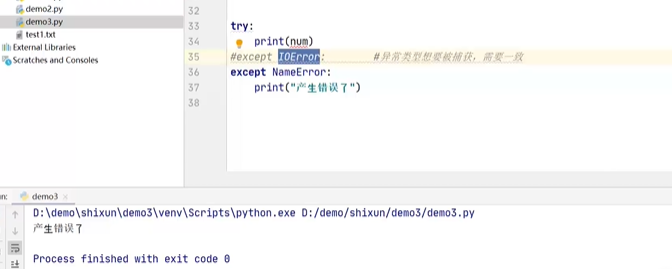 demo2.py
demo3.py
test1.txt
External Libraries
Scratches and Consoles
32
33 try:
34 print(num)
35 #except IOError: #异常类型想要被捕获，需要一致
36 except NameError:
37 print("产生错误了")
38
demo3
D:\demo\shixun\demo3\venv\Scripts\python.exe D:/demo/shixun/demo3/demo3.py
产生错误了
Process finished with exit code 0